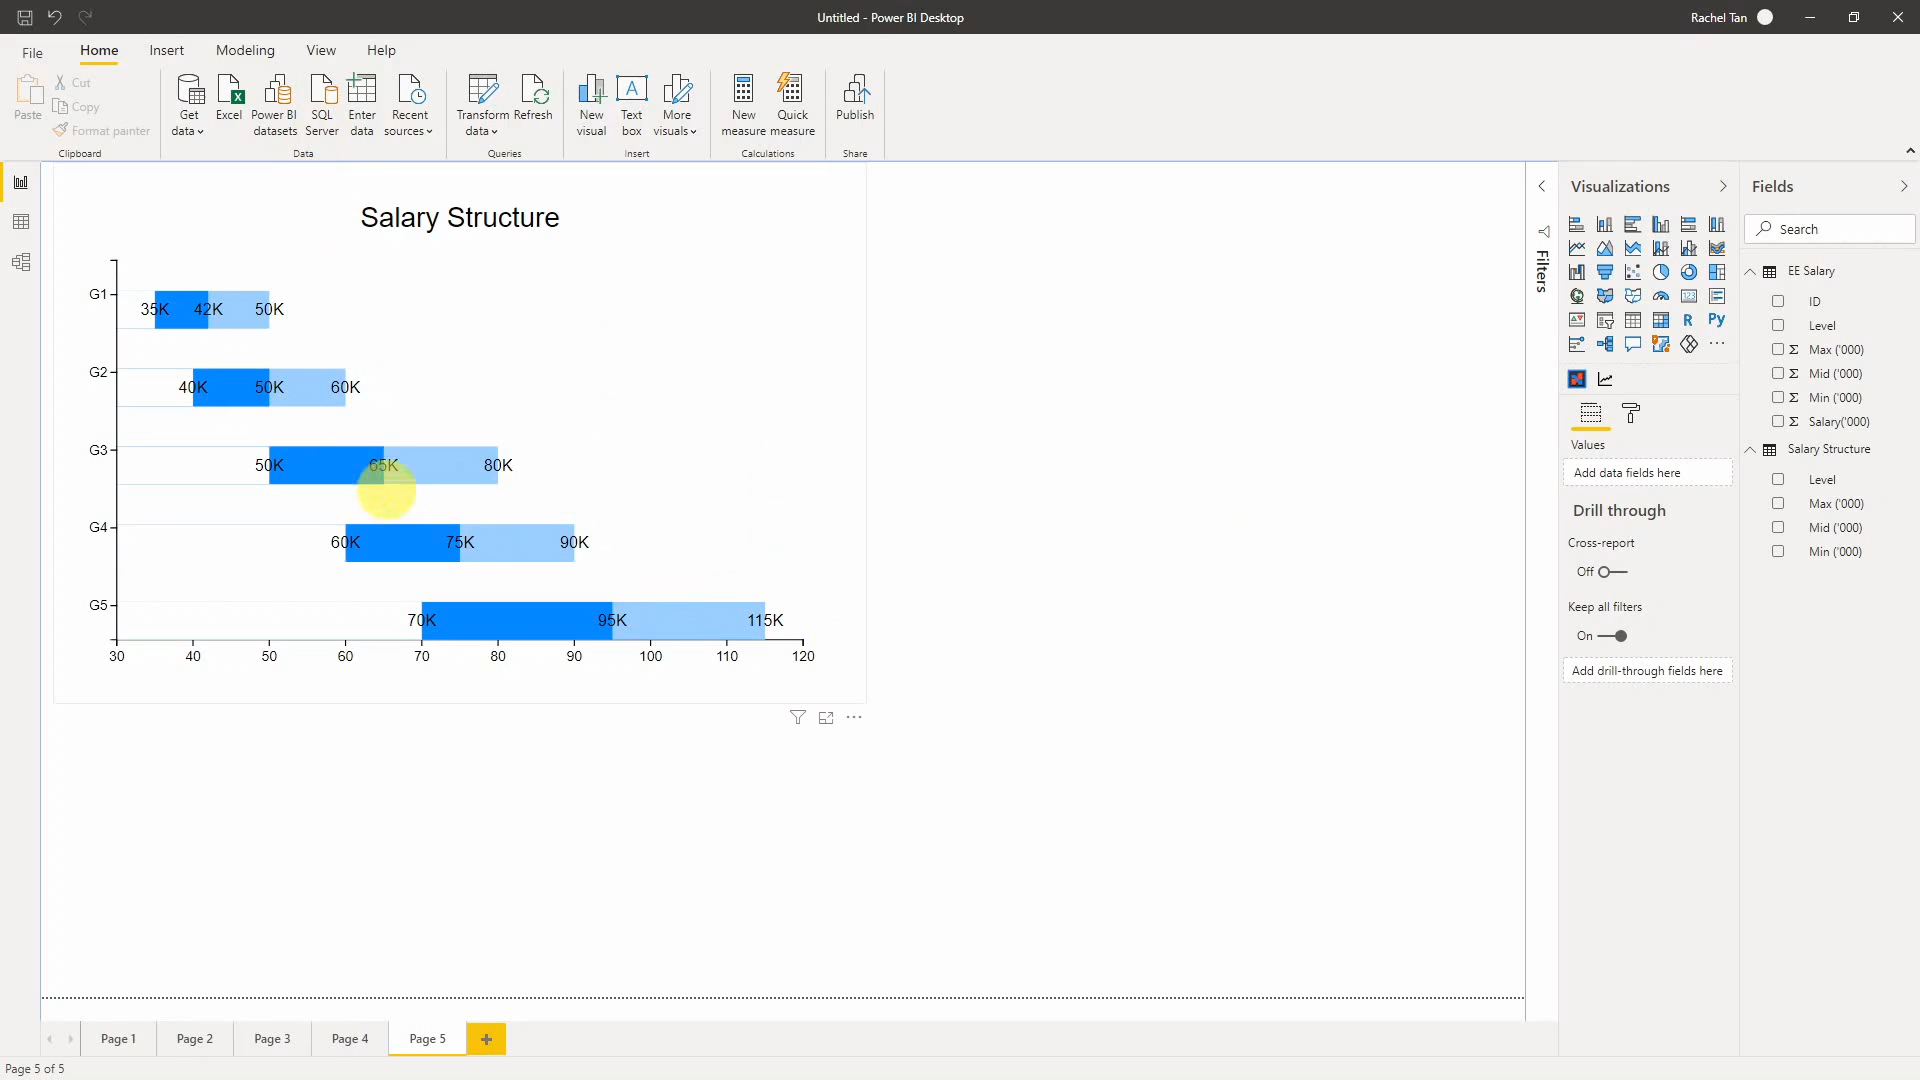 Untitled - Power BI Desktop
Rachel Tan
File Home Insert Modeling View Help
Paste
Cut
Copy
Format painter
Clipboard
Get data
Excel
Power BI datasets
SQL Server
Enter data
Recent sources
Data
Transform data
Refresh
Queries
New visual
Text box
More visuals
Insert
New measure
Quick measure
Calculations
Publish
Share
Salary Structure
G1 35K 42K 50K
G2 40K 50K 60K
G3 50K 65K 80K
G4 60K 75K 90K
G5 70K 95K 115K
30 40 50 60 70 80 90 100 110 120
Filters
Visualizations
R Py
123
Values
Add data fields here
Drill through
Cross-report
Off
Keep all filters
On
Add drill-through fields here
Fields
Search
EE Salary
ID
Level
Σ Max ('000)
Σ Mid ('000)
Σ Min ('000)
Σ Salary('000)
Salary Structure
Level
Max ('000)
Mid ('000)
Min ('000)
Page 1 Page 2 Page 3 Page 4 Page 5 +
Page 5 of 5